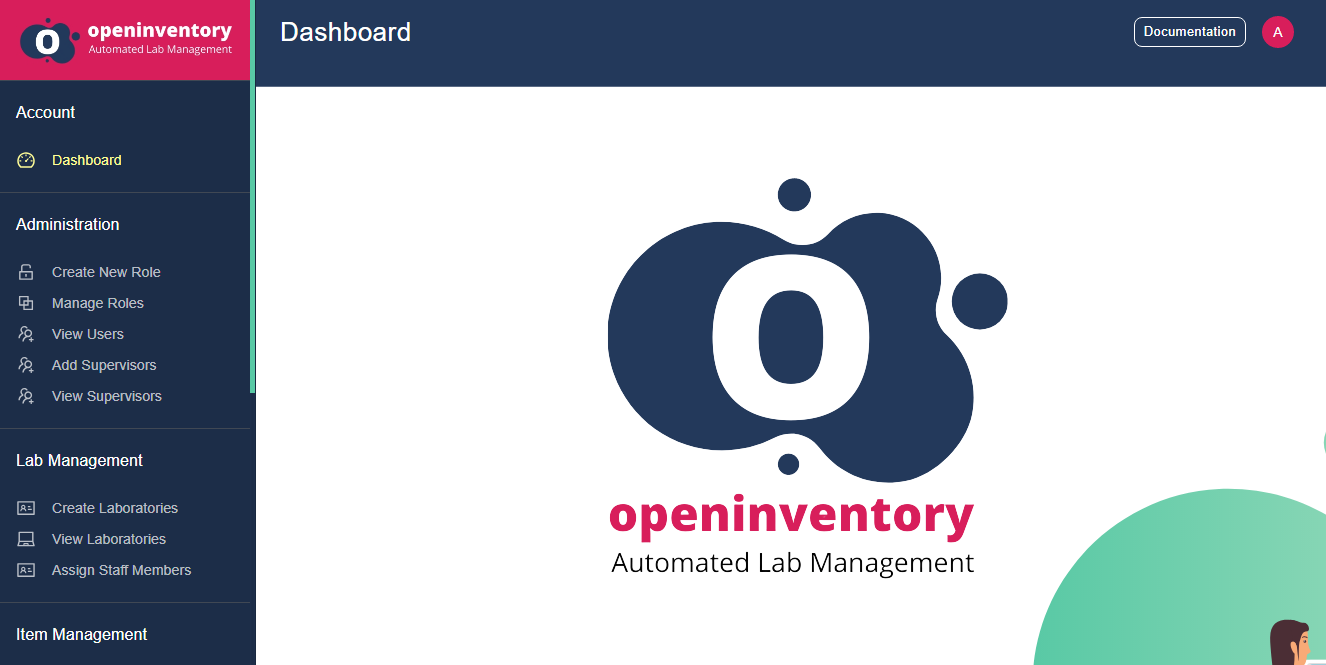 openinventory
Automated Lab Management
Dashboard
Documentation
A
Account
Dashboard
Administration
Create New Role
Manage Roles
View Users
Add Supervisors
View Supervisors
Lab Management
Create Laboratories
View Laboratories
Assign Staff Members
Item Management
openinventory
Automated Lab Management